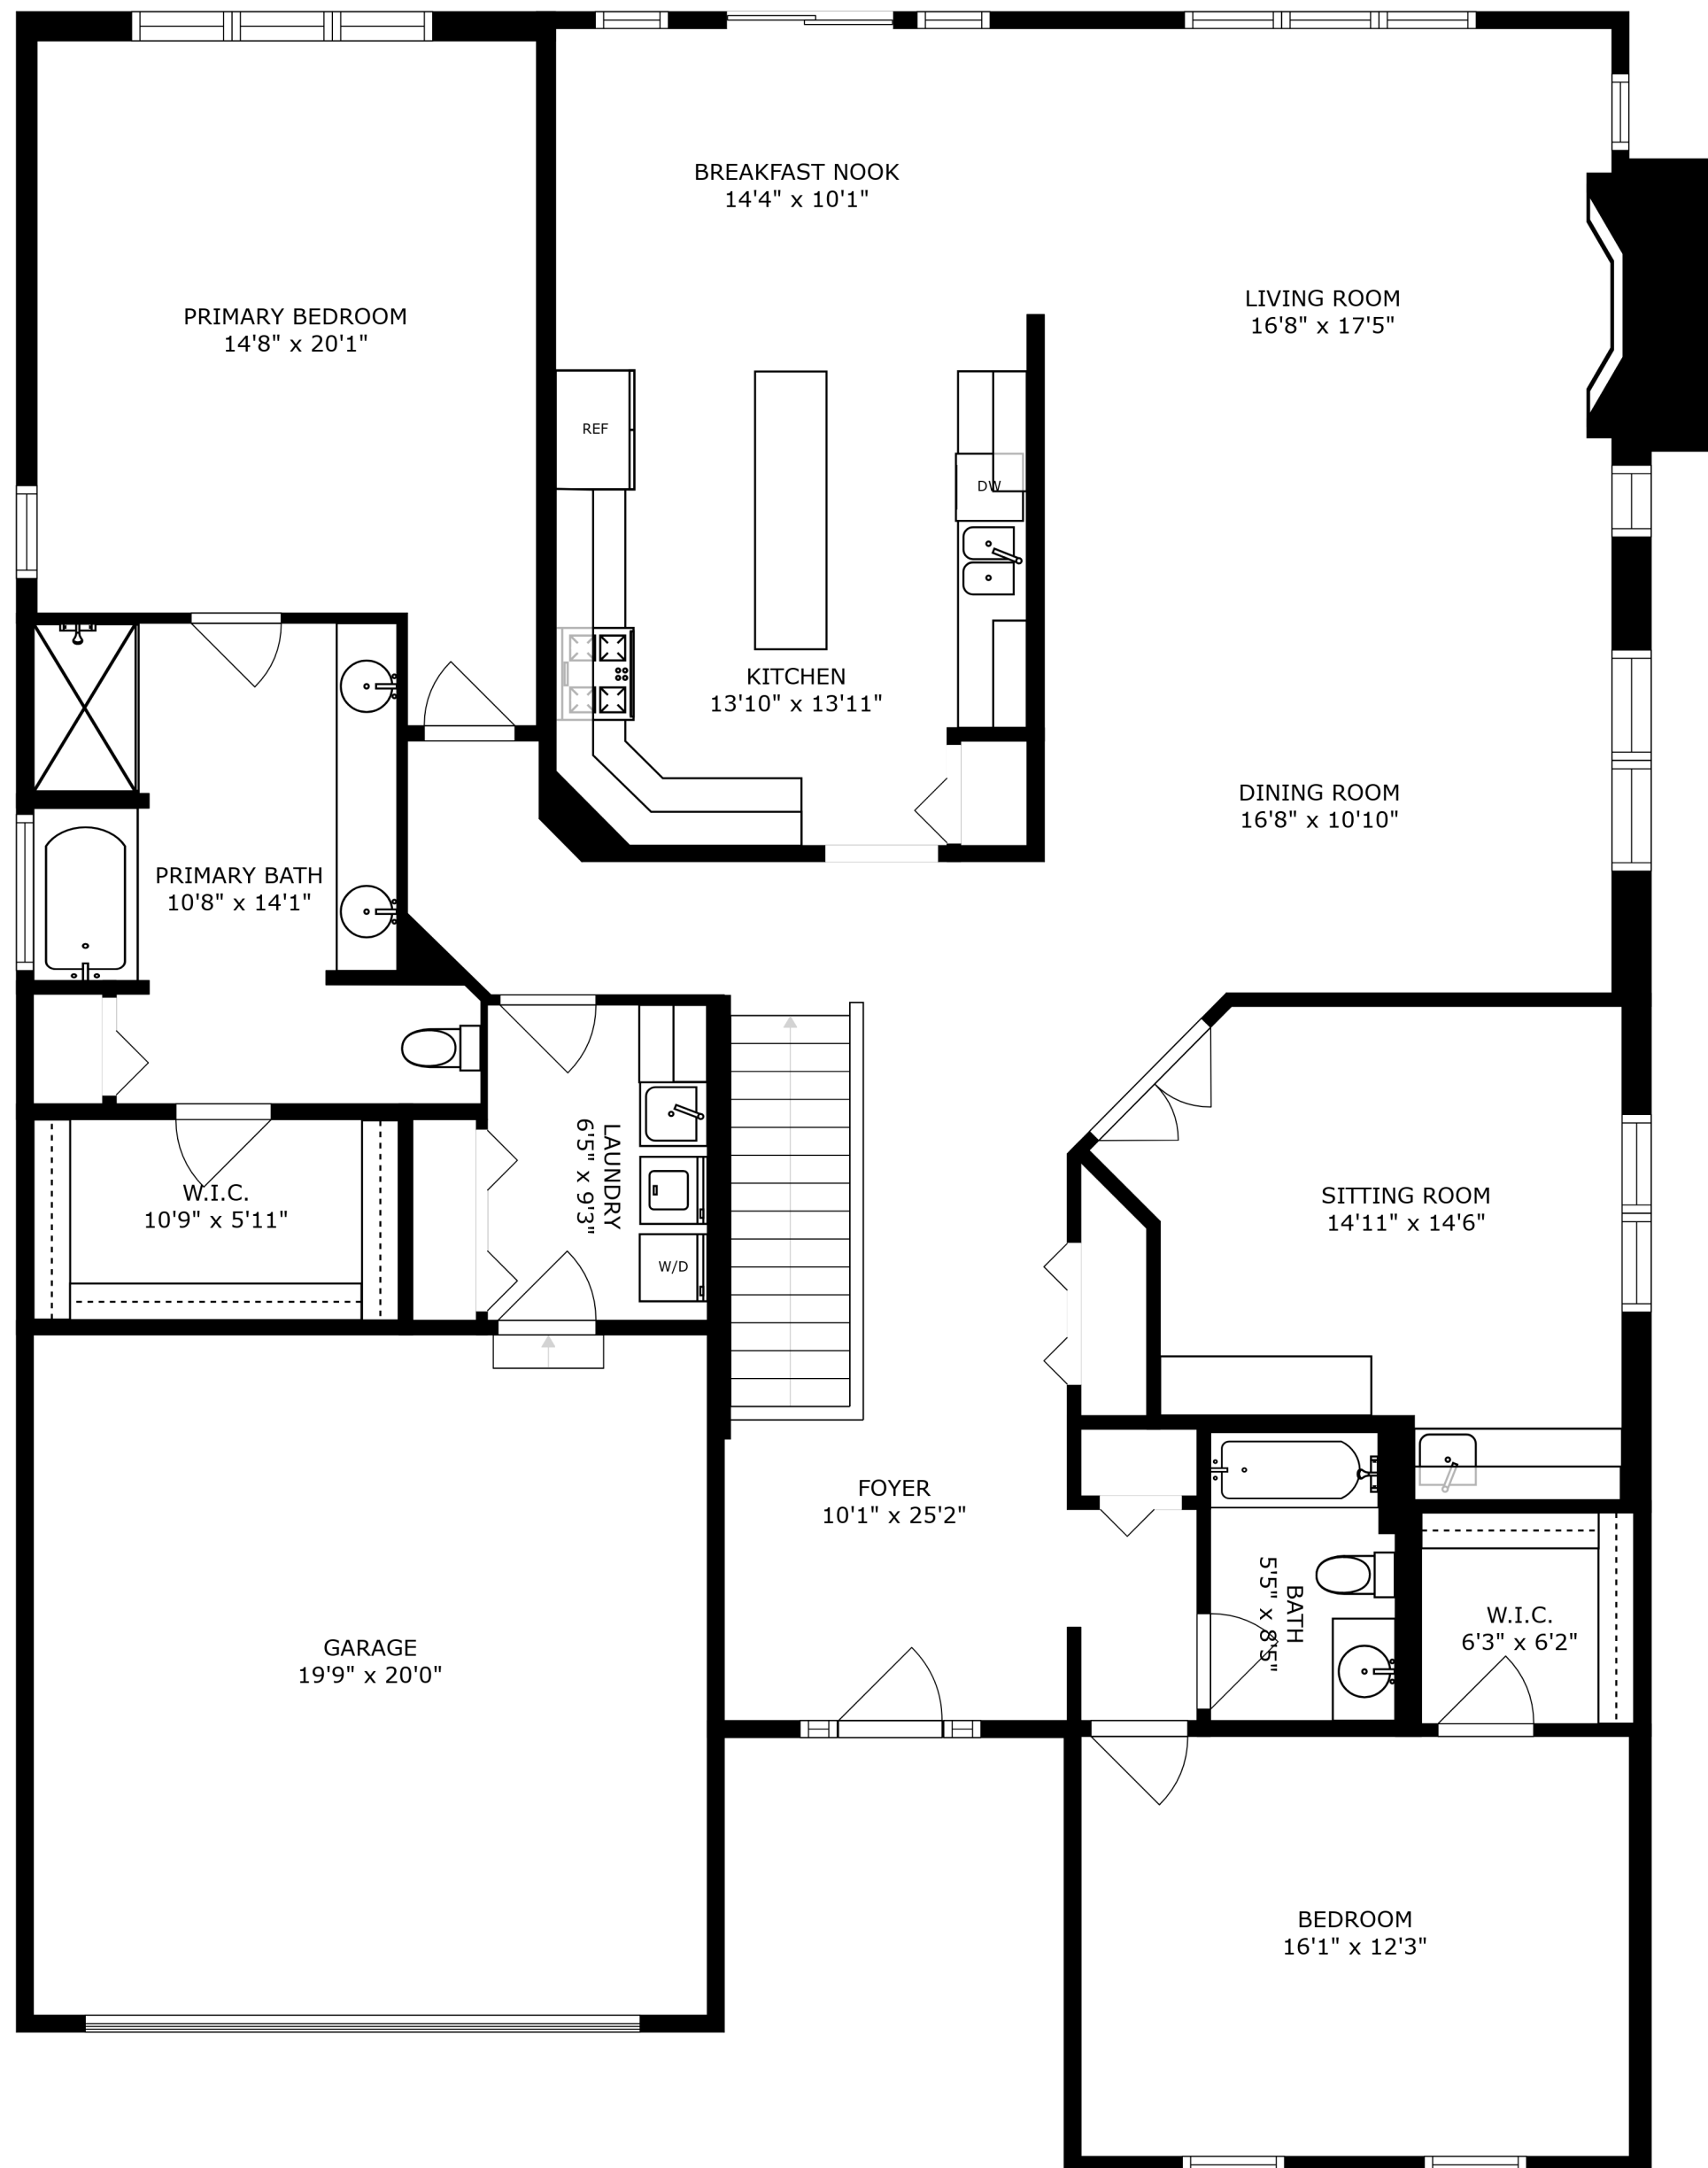 BREAKFAST NOOK
14'4" x 10'1"
LIVING ROOM
16'8" x 17'5"
PRIMARY BEDROOM
14'8" x 20'1"
REF
DW
KITCHEN
13'10" x 13'11"
DINING ROOM
16'8" x 10'10"
PRIMARY BATH
10'8" x 14'1"
LAUNDRY
6'5" x 9'3"
W.I.C.
10'9" x 5'11"
SITTING ROOM
14'11" x 14'6"
W/D
FOYER
10'1" x 25'2"
BATH
5'5" x 8'5"
W.I.C.
6'3" x 6'2"
GARAGE
19'9" x 20'0"
BEDROOM
16'1" x 12'3"